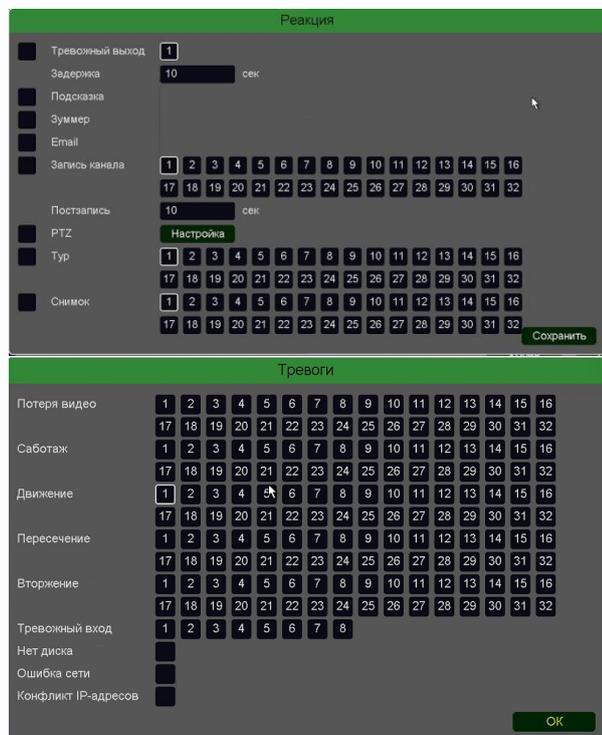 Реакция
Тревожный выход 1
Задержка 10 сек
Подсказка
Зуммер
Email
Запись канала 1 2 3 4 5 6 7 8 9 10 11 12 13 14 15 16
17 18 19 20 21 22 23 24 25 26 27 28 29 30 31 32
Постзапись 10 сек
PTZ Настройка
Тур 1 2 3 4 5 6 7 8 9 10 11 12 13 14 15 16
17 18 19 20 21 22 23 24 25 26 27 28 29 30 31 32
Снимок 1 2 3 4 5 6 7 8 9 10 11 12 13 14 15 16
17 18 19 20 21 22 23 24 25 26 27 28 29 30 31 32
Сохранить
Тревоги
Потеря видео 1 2 3 4 5 6 7 8 9 10 11 12 13 14 15 16
17 18 19 20 21 22 23 24 25 26 27 28 29 30 31 32
Саботаж 1 2 3 4 5 6 7 8 9 10 11 12 13 14 15 16
17 18 19 20 21 22 23 24 25 26 27 28 29 30 31 32
Движение 1 2 3 4 5 6 7 8 9 10 11 12 13 14 15 16
17 18 19 20 21 22 23 24 25 26 27 28 29 30 31 32
Пересечение 1 2 3 4 5 6 7 8 9 10 11 12 13 14 15 16
17 18 19 20 21 22 23 24 25 26 27 28 29 30 31 32
Вторжение 1 2 3 4 5 6 7 8 9 10 11 12 13 14 15 16
17 18 19 20 21 22 23 24 25 26 27 28 29 30 31 32
Тревожный вход 1 2 3 4 5 6 7 8
Нет диска
Ошибка сети
Конфликт IP-адресов
OK